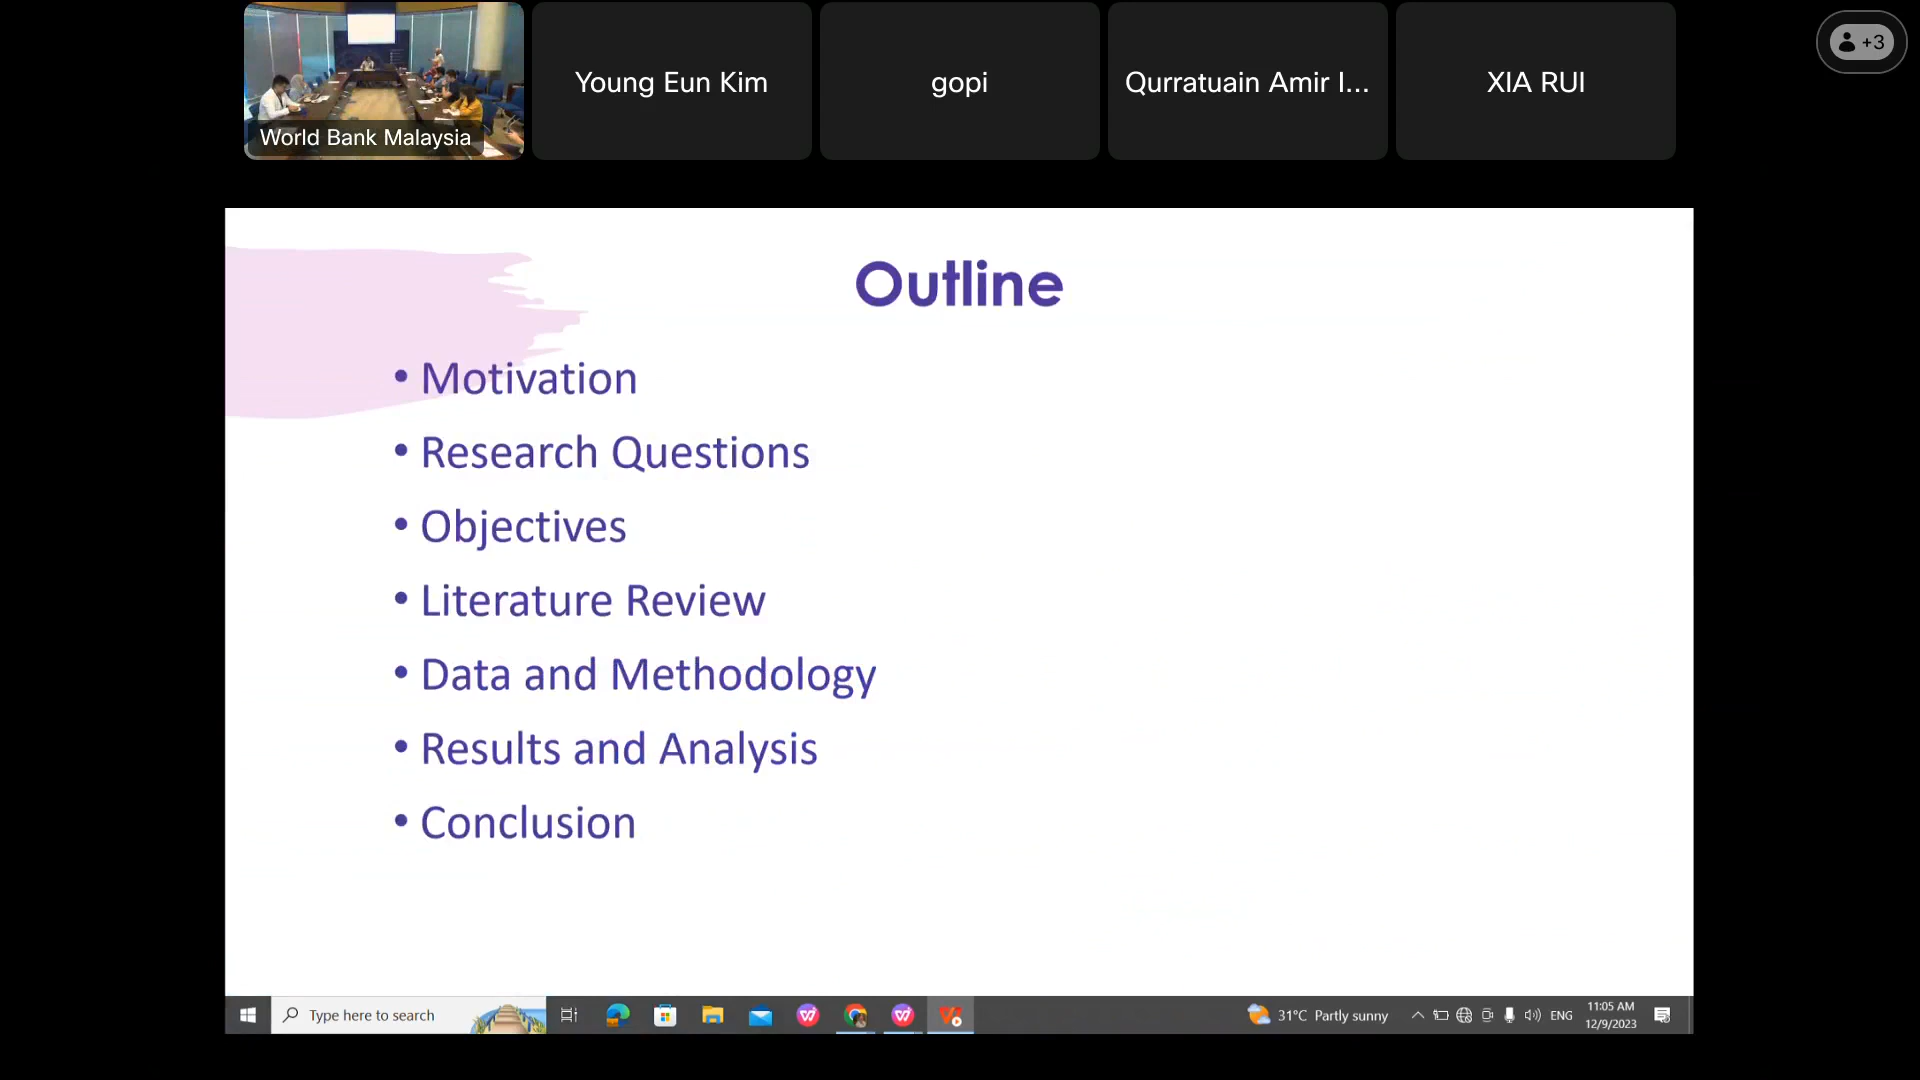 World Bank Malaysia
Young Eun Kim
gopi
Qurratuain Amir I...
XIA RUI
+3
Outline
• Motivation
• Research Questions
• Objectives
• Literature Review
• Data and Methodology
• Results and Analysis
• Conclusion
Type here to search
31°C Partly sunny
ENG
11:05 AM
12/9/2023